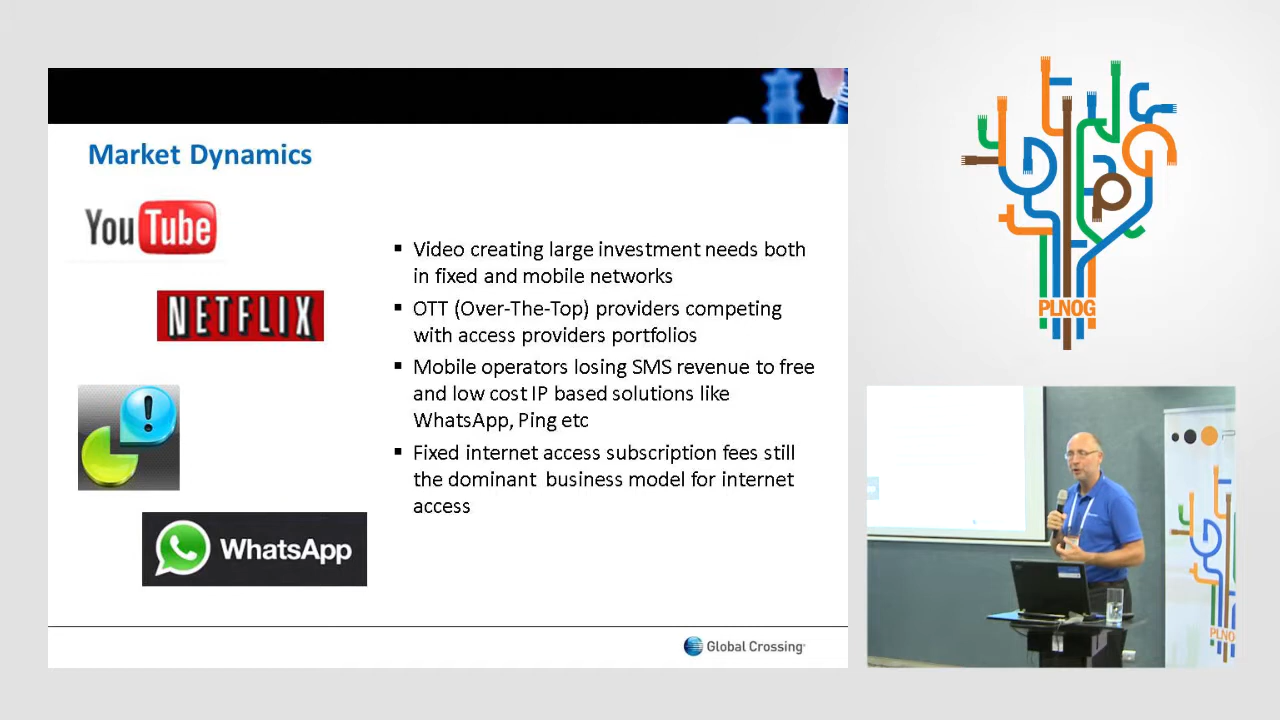 Market Dynamics
YouTube
NETFLIX
WhatsApp
▪ Video creating large investment needs both
in fixed and mobile networks
▪ OTT (Over-The-Top) providers competing
with access providers portfolios
▪ Mobile operators losing SMS revenue to free
and low cost IP based solutions like
WhatsApp, Ping etc
▪ Fixed internet access subscription fees still
the dominant  business model for internet
access
Global Crossing
PLNOG
PLNOG